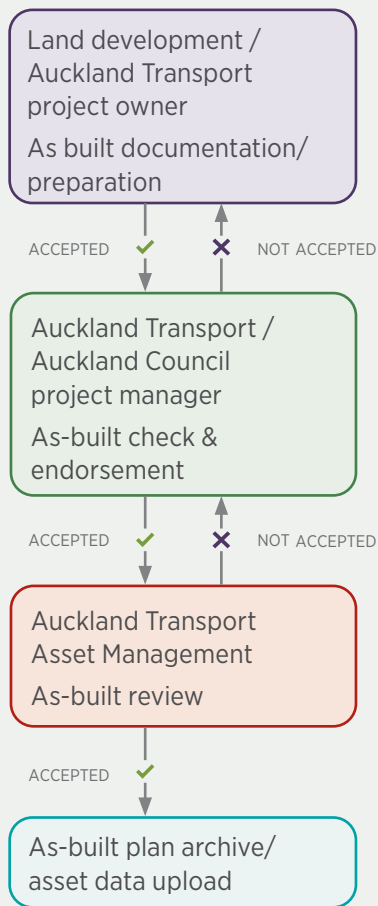 Land development /
Auckland Transport
project owner
As built documentation/
preparation
ACCEPTED
NOT ACCEPTED
Auckland Transport /
Auckland Council
project manager
As-built check &
endorsement
ACCEPTED
NOT ACCEPTED
Auckland Transport
Asset Management
As-built review
ACCEPTED
As-built plan archive/
asset data upload